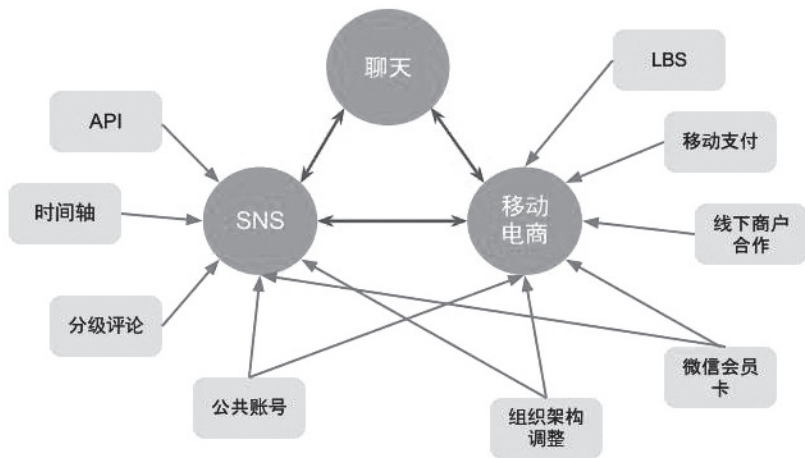 聊天
LBS
API
移动支付
时间轴
SNS
移动
电商
线下商户
合作
分级评论
微信会员
卡
公共账号
组织架构
调整